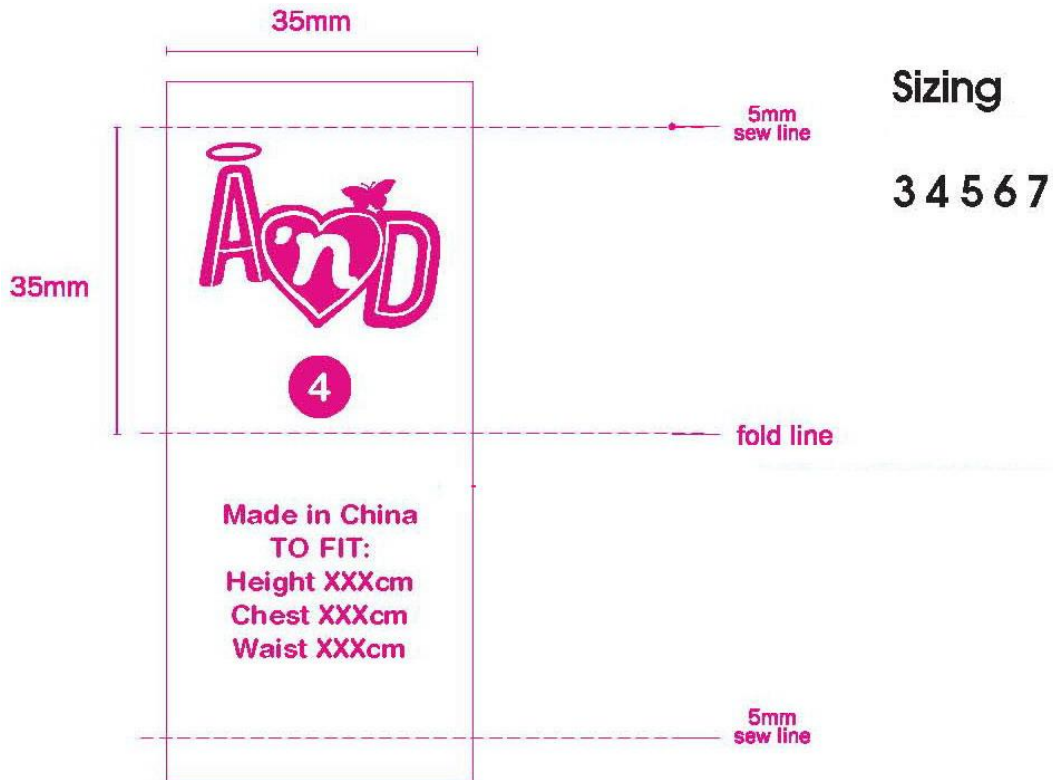 35mm
Sizing
5mm
sew line
3 4 5 6 7
A'nD
35mm
4
fold line
Made in China
TO FIT:
Height XXXcm
Chest XXXcm
Waist XXXcm
5mm
sew line